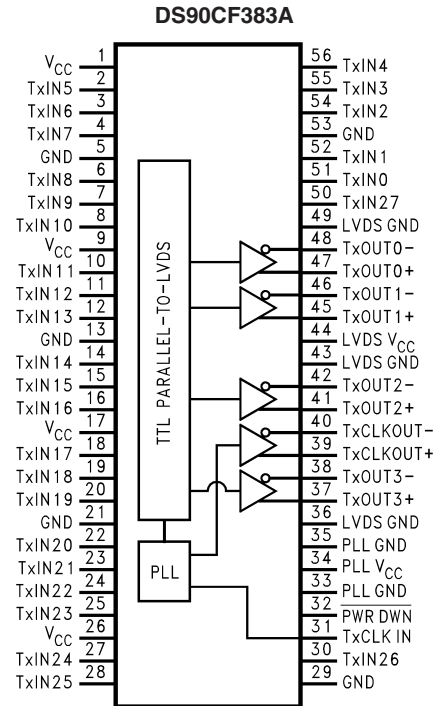 DS90CF383A
VCC 1
TxIN5 2
TxIN6 3
TxIN7 4
GND 5
TxIN8 6
TxIN9 7
TxIN10 8
VCC 9
TxIN11 10
TxIN12 11
TxIN13 12
GND 13
TxIN14 14
TxIN15 15
TxIN16 16
VCC 17
TxIN17 18
TxIN18 19
TxIN19 20
GND 21
TxIN20 22
TxIN21 23
TxIN22 24
TxIN23 25
VCC 26
TxIN24 27
TxIN25 28
TTL PARALLEL-TO-LVDS
PLL
56 TxIN4
55 TxIN3
54 TxIN2
53 GND
52 TxIN1
51 TxIN0
50 TxIN27
49 LVDS GND
48 TxOUT0-
47 TxOUT0+
46 TxOUT1-
45 TxOUT1+
44 LVDS VCC
43 LVDS GND
42 TxOUT2-
41 TxOUT2+
40 TxCLKOUT-
39 TxCLKOUT+
38 TxOUT3-
37 TxOUT3+
36 LVDS GND
35 PLL GND
34 PLL VCC
33 PLL GND
32 PWR DWN
31 TxCLK IN
30 TxIN26
29 GND